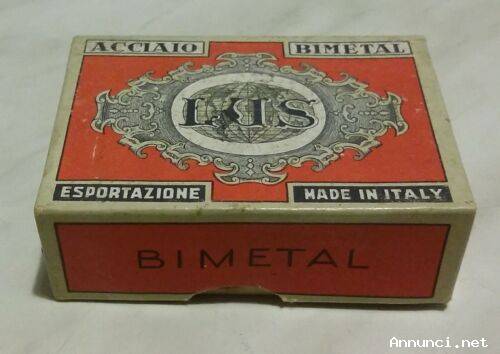 ACCIAIO BIMETAL
IRIS
ESPORTAZIONE MADE IN ITALY
BIMETAL
Annunci.net